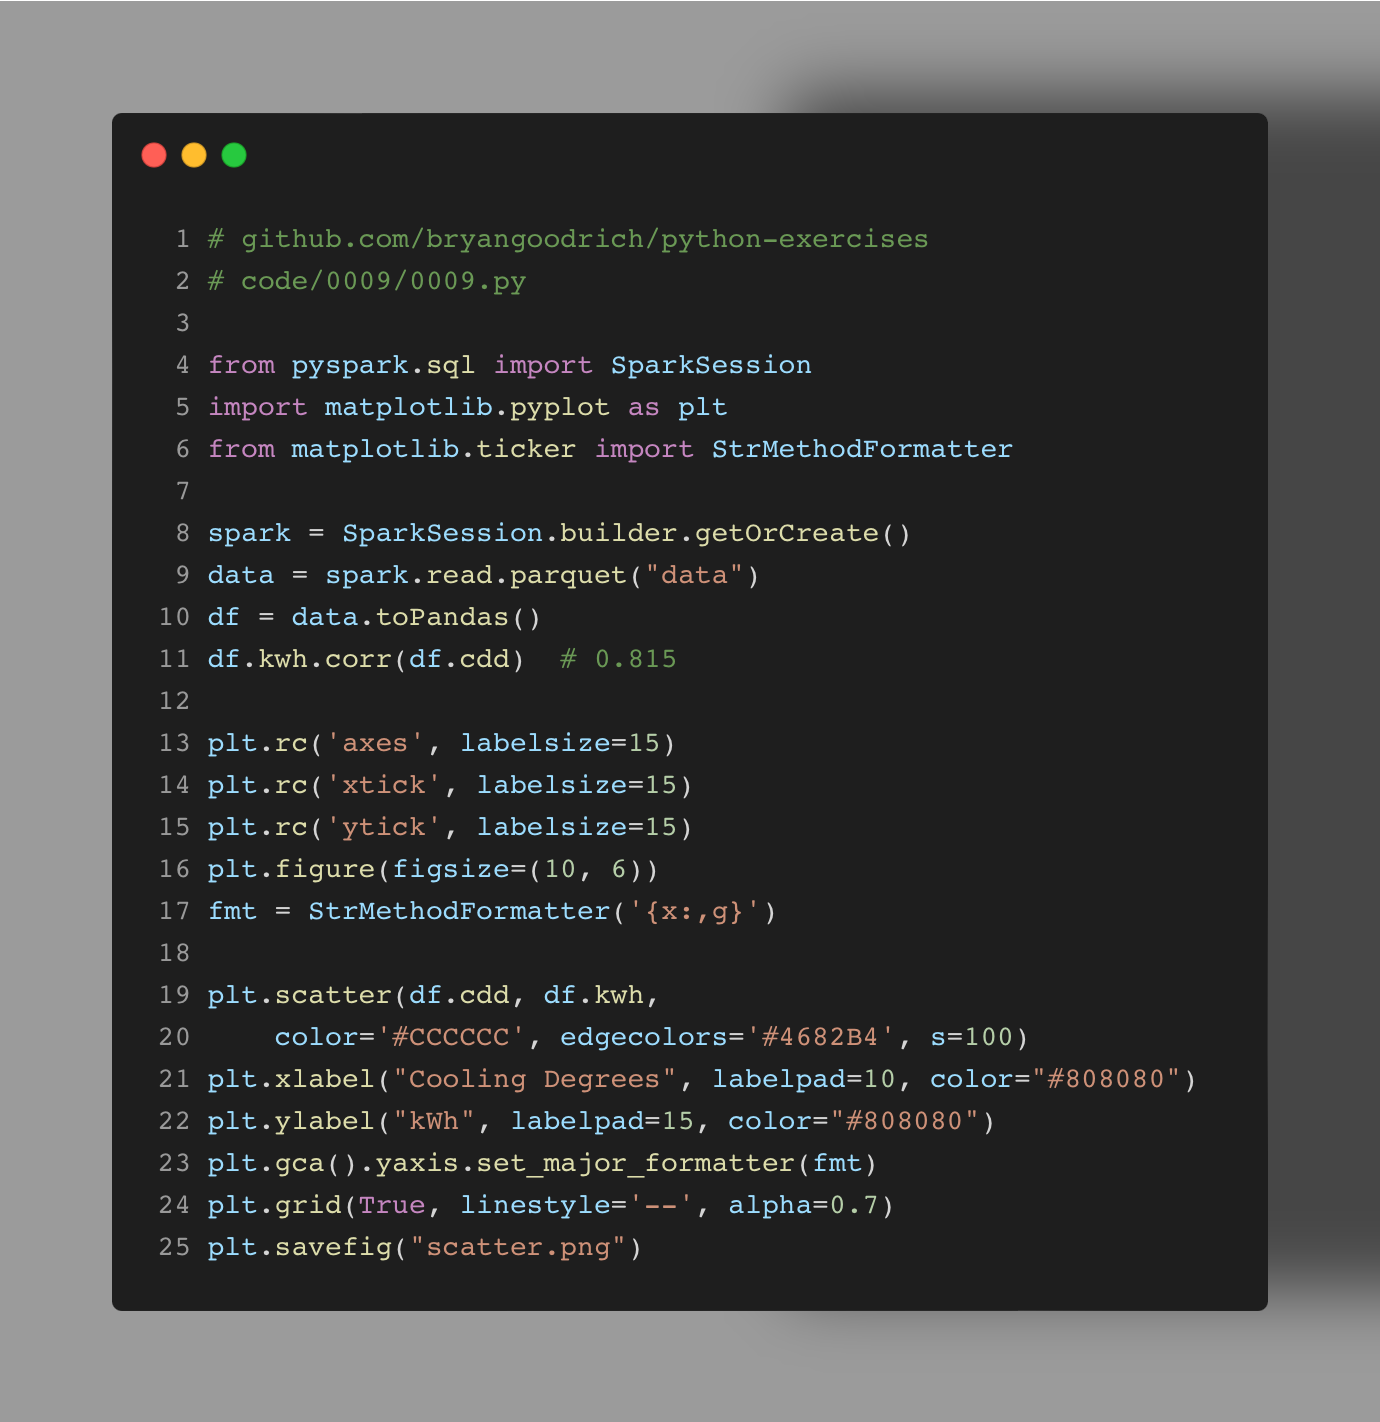 1 # github.com/bryangoodrich/python-exercises
2 # code/0009/0009.py
3
4 from pyspark.sql import SparkSession
5 import matplotlib.pyplot as plt
6 from matplotlib.ticker import StrMethodFormatter
7
8 spark = SparkSession.builder.getOrCreate()
9 data = spark.read.parquet("data")
10 df = data.toPandas()
11 df.kwh.corr(df.cdd)  # 0.815
12
13 plt.rc('axes', labelsize=15)
14 plt.rc('xtick', labelsize=15)
15 plt.rc('ytick', labelsize=15)
16 plt.figure(figsize=(10, 6))
17 fmt = StrMethodFormatter('{x:,g}')
18
19 plt.scatter(df.cdd, df.kwh,
20     color='#CCCCCC', edgecolors='#4682B4', s=100)
21 plt.xlabel("Cooling Degrees", labelpad=10, color="#808080")
22 plt.ylabel("kWh", labelpad=15, color="#808080")
23 plt.gca().yaxis.set_major_formatter(fmt)
24 plt.grid(True, linestyle='--', alpha=0.7)
25 plt.savefig("scatter.png")